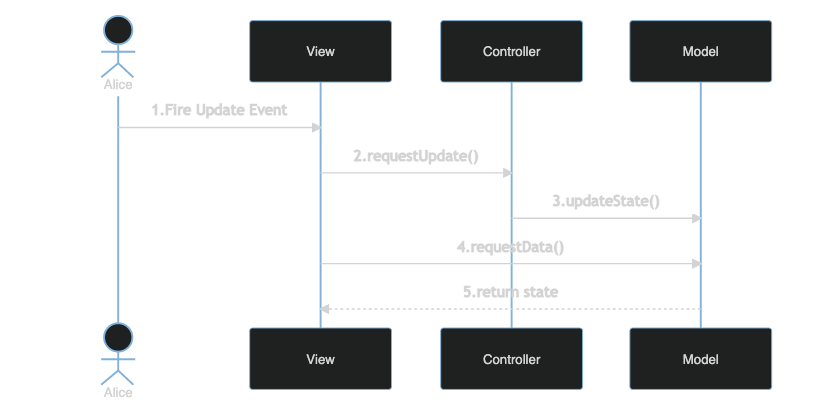 View
Controller
Model
Alice
1.Fire Update Event
2.requestUpdate()
3.updateState()
4.requestData()
5.return state
View
Controller
Model
Alice